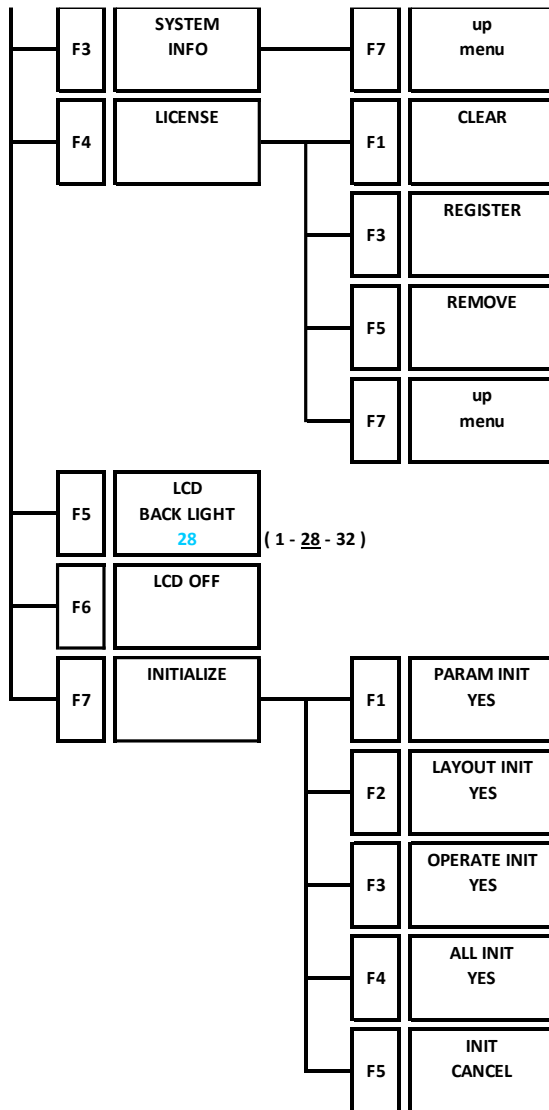 F3
SYSTEM
INFO
F7
up
menu
F4
LICENSE
F1
CLEAR
F3
REGISTER
F5
REMOVE
F7
up
menu
F5
LCD
BACK LIGHT
28
( 1 - 28 - 32 )
F6
LCD OFF
F7
INITIALIZE
F1
PARAM INIT
YES
F2
LAYOUT INIT
YES
F3
OPERATE INIT
YES
F4
ALL INIT
YES
F5
INIT
CANCEL